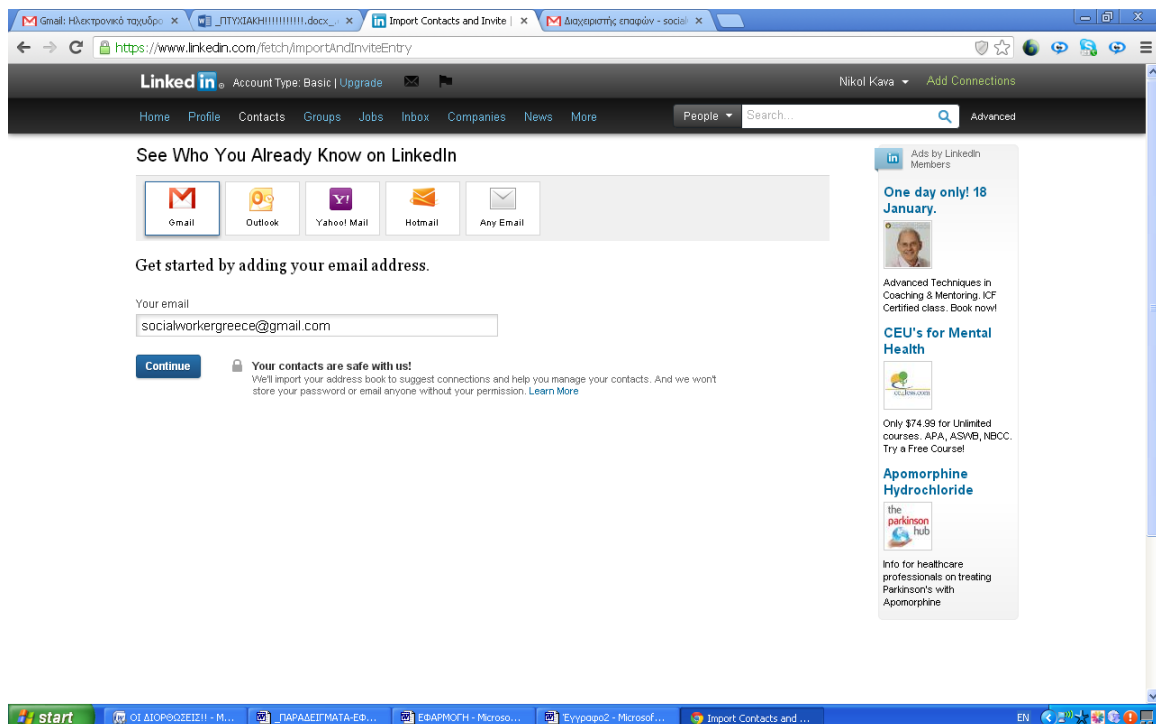 Gmail: Ηλεκτρονικό ταχυδρο
_ΠΤΥΧΙΑΚΗ!!!!!!!!!!!.docx_.
Import Contacts and Invite |
Διαχειριστής επαφών - social
https://www.linkedin.com/fetch/importAndInviteEntry
Linked in Account Type: Basic | Upgrade
Nikol Kava
Add Connections
Home Profile Contacts Groups Jobs Inbox Companies News More
People Search... Advanced
See Who You Already Know on LinkedIn
Gmail Outlook Yahoo! Mail Hotmail Any Email
Get started by adding your email address.
Your email
socialworkergreece@gmail.com
Continue
Your contacts are safe with us!
We'll import your address book to suggest connections and help you manage your contacts. And we won't
store your password or email anyone without your permission. Learn More
Ads by LinkedIn
Members
One day only! 18
January.
Advanced Techniques in
Coaching & Mentoring. ICF
Certified class. Book now!
CEU's for Mental
Health
Only $74.99 for Unlimited
courses. APA, ASWB, NBCC.
Try a Free Course!
Apomorphine
Hydrochloride
the
parkinson
hub
Info for healthcare
professionals on treating
Parkinson's with
Apomorphine
start
ΟΙ ΔΙΟΡΘΩΣΕΙΣ!! - M...
_ΠΑΡΑΔΕΙΓΜΑΤΑ-ΕΦ...
ΕΦΑΡΜΟΓΗ - Microso...
Έγγραφο2 - Microsof...
Import Contacts and ...
EN